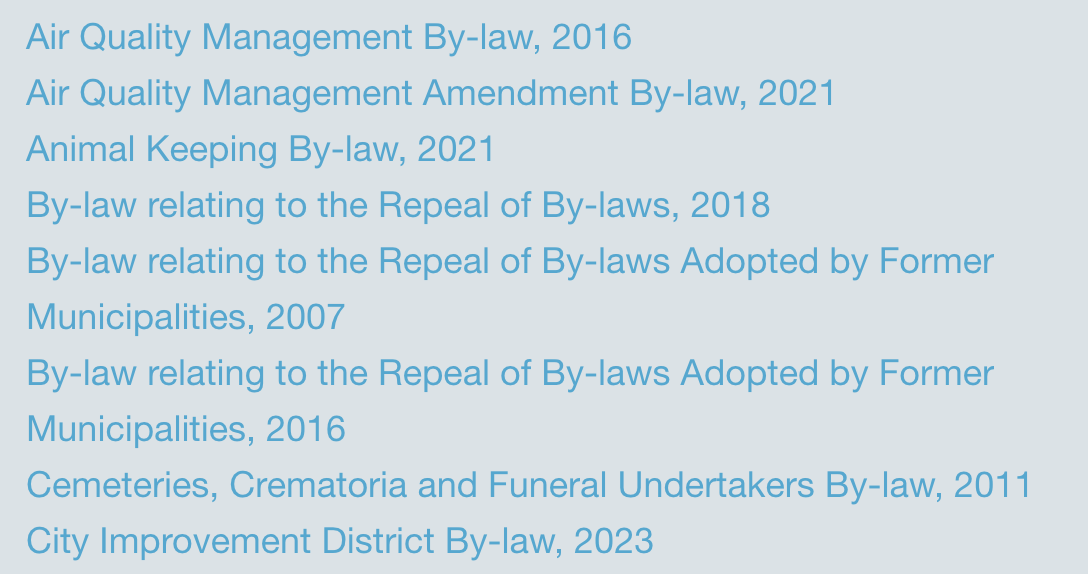 Air Quality Management By-law, 2016
Air Quality Management Amendment By-law, 2021
Animal Keeping By-law, 2021
By-law relating to the Repeal of By-laws, 2018
By-law relating to the Repeal of By-laws Adopted by Former
Municipalities, 2007
By-law relating to the Repeal of By-laws Adopted by Former
Municipalities, 2016
Cemeteries, Crematoria and Funeral Undertakers By-law, 2011
City Improvement District By-law, 2023